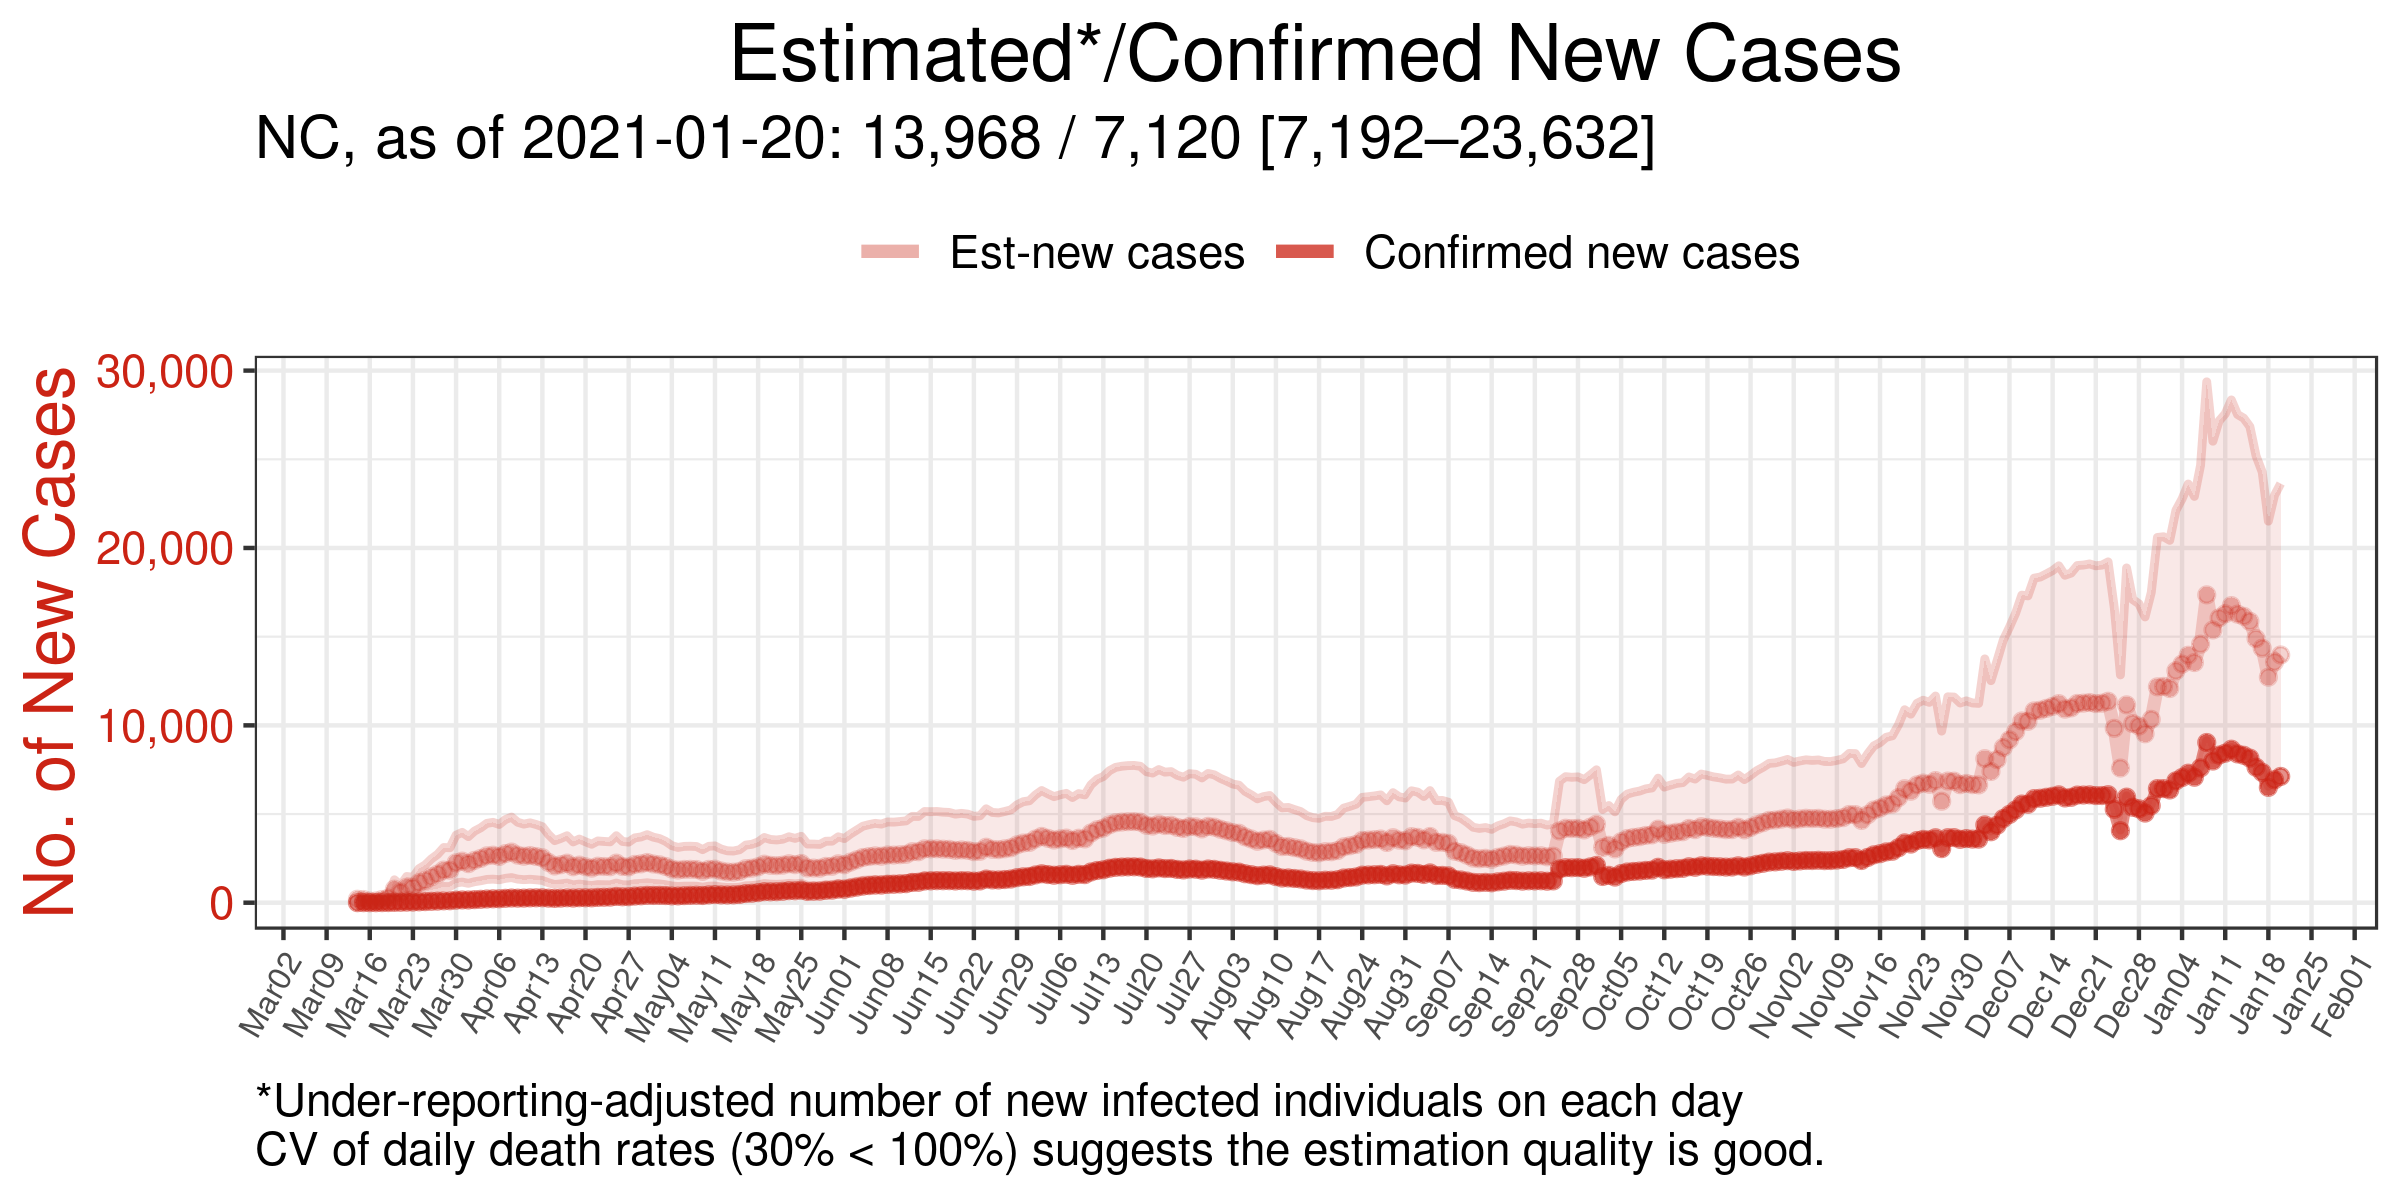 Estimated*/Confirmed New Cases
NC, as of 2021-01-20: 13,968 / 7,120 [7,192–23,632]
Est-new cases
Confirmed new cases
No. of New Cases
30,000
20,000
10,000
0
Mar02
Mar09
Mar16
Mar23
Mar30
Apr06
Apr13
Apr20
Apr27
May04
May11
May18
May25
Jun01
Jun08
Jun15
Jun22
Jun29
Jul06
Jul13
Jul20
Jul27
Aug03
Aug10
Aug17
Aug24
Aug31
Sep07
Sep14
Sep21
Sep28
Oct05
Oct12
Oct19
Oct26
Nov02
Nov09
Nov16
Nov23
Nov30
Dec07
Dec14
Dec21
Dec28
Jan04
Jan11
Jan18
Jan25
Feb01
*Under-reporting-adjusted number of new infected individuals on each day
CV of daily death rates (30% < 100%) suggests the estimation quality is good.